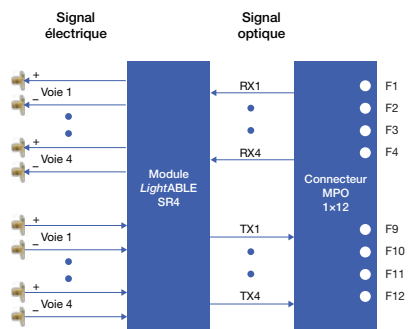 Signal
électrique
Signal
optique
+
Voie 1
–
+
Voie 4
–
+
Voie 1
–
+
Voie 4
–
Module
LightABLE
SR4
RX1
RX4
TX1
TX4
Connecteur
MPO
1×12
F1
F2
F3
F4
F9
F10
F11
F12